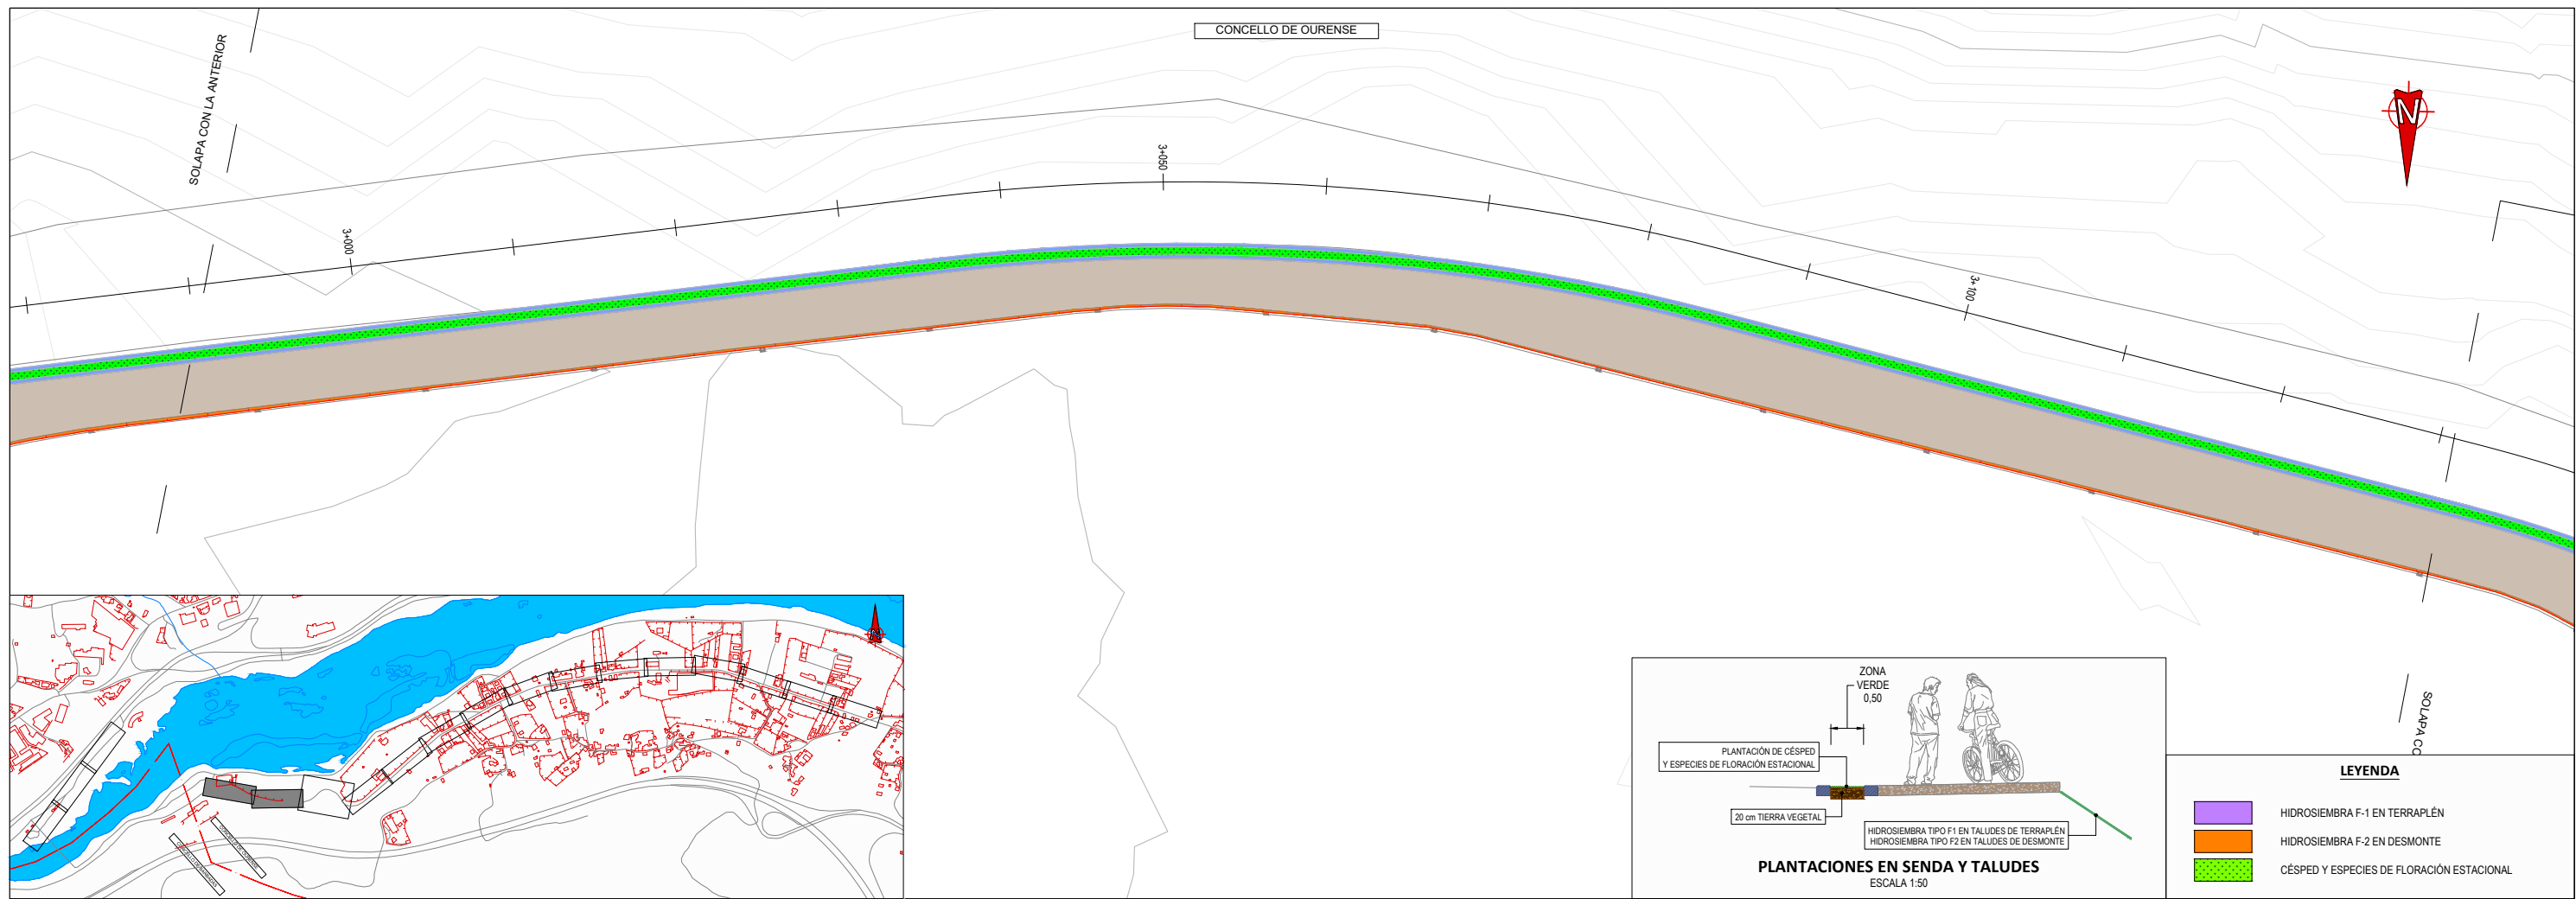 CONCELLO DE OURENSE
SOLAPA CON LA ANTERIOR
N
3+000
3+050
3+100
SOLAPA CC
ZONA
VERDE
0,50
PLANTACIÓN DE CÉSPED
Y ESPECIES DE FLORACIÓN ESTACIONAL
20 cm TIERRA VEGETAL
HIDROSIEMBRA TIPO F1 EN TALUDES DE TERRAPLÉN
HIDROSIEMBRA TIPO F2 EN TALUDES DE DESMONTE
PLANTACIONES EN SENDA Y TALUDES
ESCALA 1:50
LEYENDA
HIDROSIEMBRA F-1 EN TERRAPLÉN
HIDROSIEMBRA F-2 EN DESMONTE
CÉSPED Y ESPECIES DE FLORACIÓN ESTACIONAL